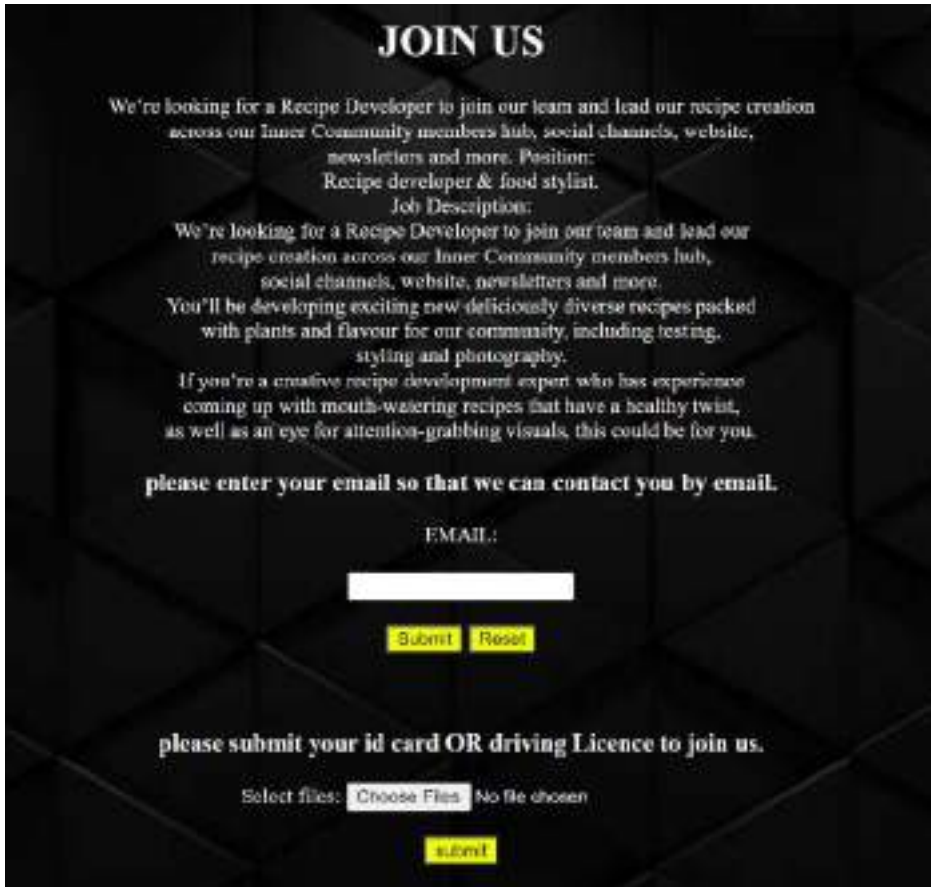 JOIN US
We're looking for a Recipe Developer to join our team and lead our recipe creation
across our Inner Community members hub, social channels, website,
newsletters and more. Position:
Recipe developer & food stylist.
Job Description:
We're looking for a Recipe Developer to join our team and lead our
recipe creation across our Inner Community members hub,
social channels, website, newsletters and more.
You'll be developing exciting new deliciously diverse recipes packed
with plants and flavour for our community, including testing,
styling and photography.
If you're a creative recipe development expert who has experience
coming up with mouth-watering recipes that have a healthy twist,
as well as an eye for attention-grabbing visuals, this could be for you.
please enter your email so that we can contact you by email.
EMAIL:
Submit Reset
please submit your id card OR driving Licence to join us.
Select files: Choose Files No file chosen
submit